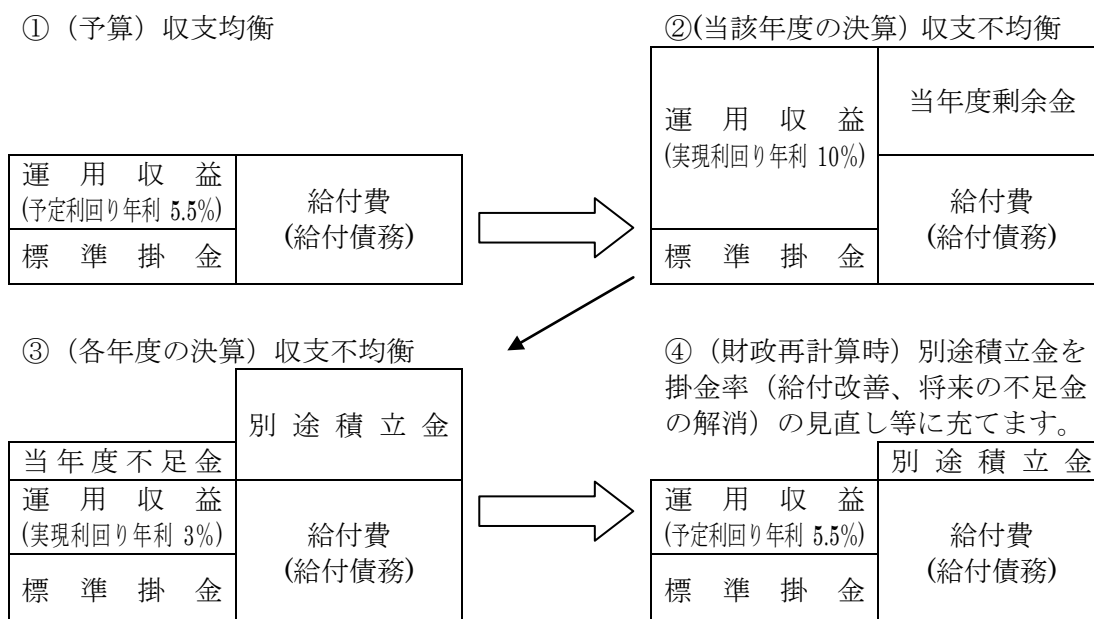 ①（予算）収支均衡
運用収益
(予定利回り年利 5.5%)
標準掛金
給付費
(給付債務)
②(当該年度の決算）収支不均衡
運用収益
(実現利回り年利 10%)
標準掛金
当年度剰余金
給付費
(給付債務)
③（各年度の決算）収支不均衡
当年度不足金
運用収益
(実現利回り年利 3%)
標準掛金
別途積立金
給付費
(給付債務)
④（財政再計算時）別途積立金を
掛金率（給付改善、将来の不足金
の解消）の見直し等に充てます。
別途積立金
運用収益
(予定利回り年利 5.5%)
標準掛金
給付費
(給付債務)